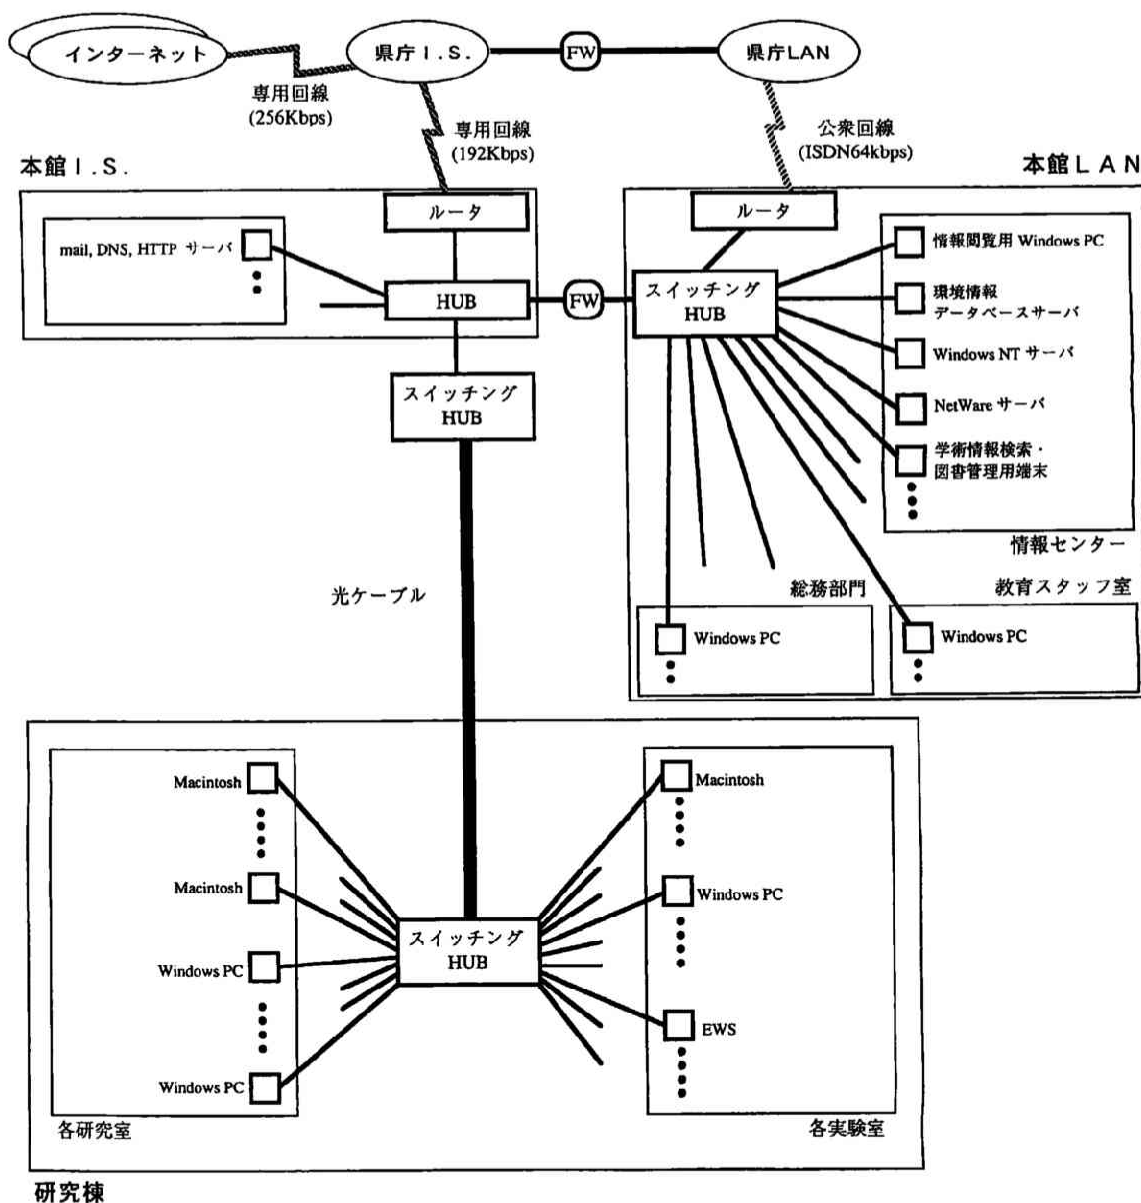 インターネット
県庁I.S.
FW
県庁LAN
専用回線
(256Kbps)
専用回線
(192Kbps)
公衆回線
(ISDN64kbps)
本館I.S.
本館LAN
ルータ
ルータ
mail, DNS, HTTP サーバ
HUB
FW
スイッチング
HUB
情報閲覧用 Windows PC
環境情報
データベースサーバ
Windows NT サーバ
NetWare サーバ
学術情報検索・
図書管理用端末
情報センター
スイッチング
HUB
光ケーブル
総務部門
教育スタッフ室
Windows PC
Windows PC
Macintosh
Macintosh
Windows PC
Windows PC
各研究室
スイッチング
HUB
Macintosh
Windows PC
EWS
各実験室
研究棟